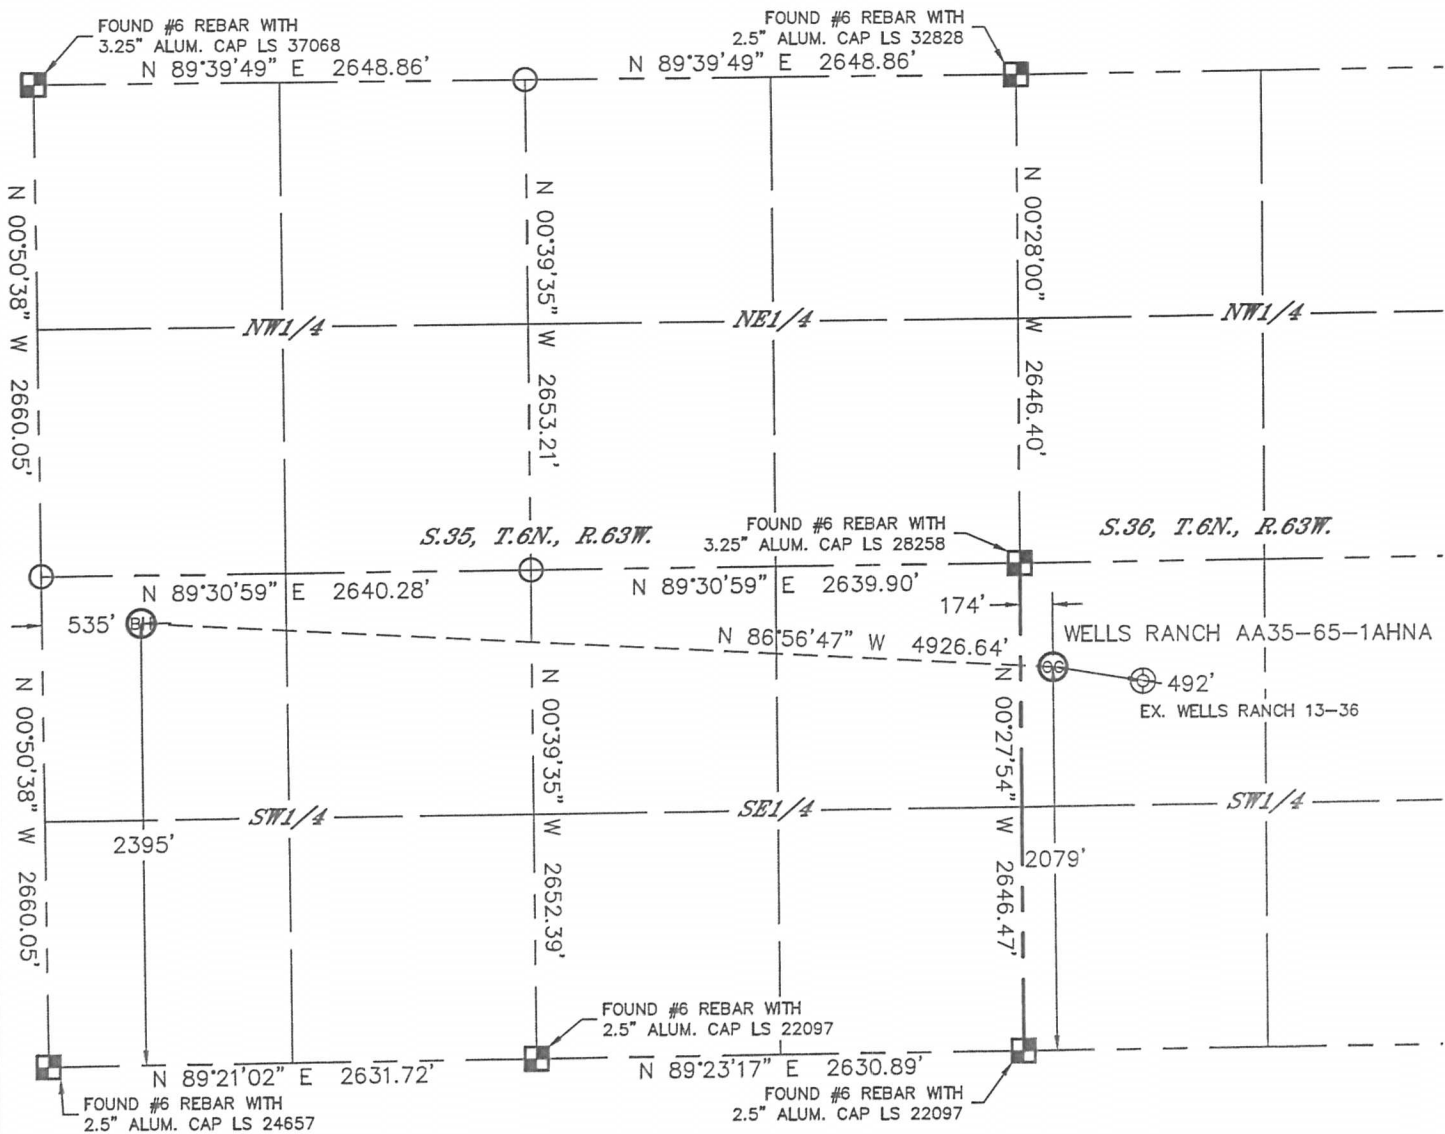 FOUND #6 REBAR WITH
3.25" ALUM. CAP LS 37068
FOUND #6 REBAR WITH
2.5" ALUM. CAP LS 32828
N 89°39'49" E 2648.86'
N 89°39'49" E 2648.86'
N 00°50'38" W 2660.05'
N 00°39'35" W 2653.21'
N 00°28'00" W 2646.40'
NW1/4
NE1/4
NW1/4
S.35, T.6N., R.63W.
FOUND #6 REBAR WITH
3.25" ALUM. CAP LS 28258
S.36, T.6N., R.63W.
N 89°30'59" E 2640.28'
N 89°30'59" E 2639.90'
174'
535'
BH
N 86°56'47" W 4926.64'
WELLS RANCH AA35-65-1AHNA
OG
492'
EX. WELLS RANCH 13-36
N 00°50'38" W 2660.05'
N 00°39'35" W 2652.39'
N 00°27'54" W 2646.47'
SW1/4
SE1/4
SW1/4
2395'
2079'
FOUND #6 REBAR WITH
2.5" ALUM. CAP LS 22097
N 89°21'02" E 2631.72'
N 89°23'17" E 2630.89'
FOUND #6 REBAR WITH
2.5" ALUM. CAP LS 24657
FOUND #6 REBAR WITH
2.5" ALUM. CAP LS 22097